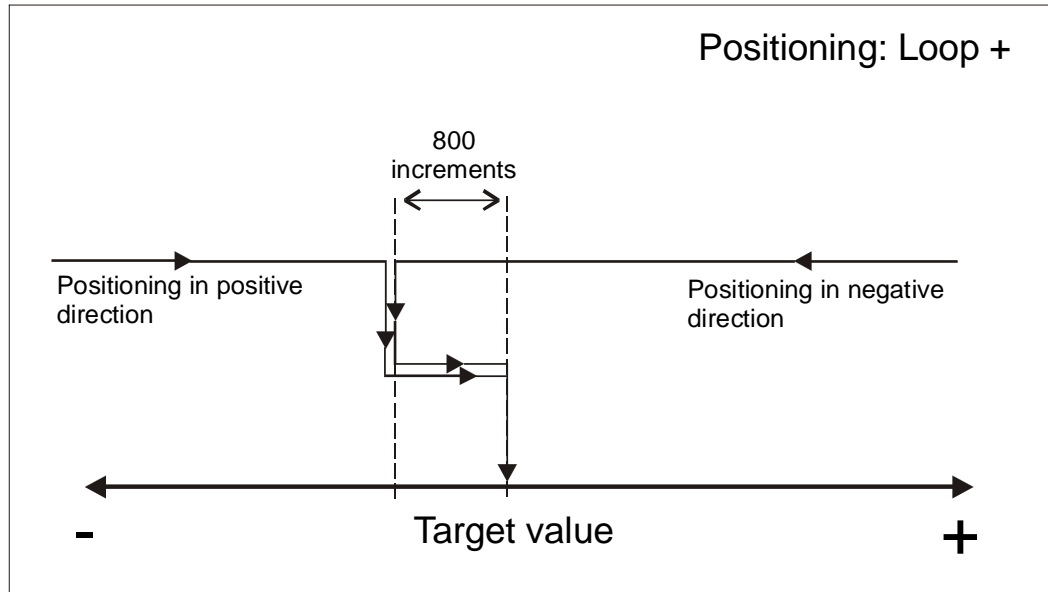 Positioning: Loop +
800
increments
Positioning in positive
direction
Positioning in negative
direction
-
Target value
+